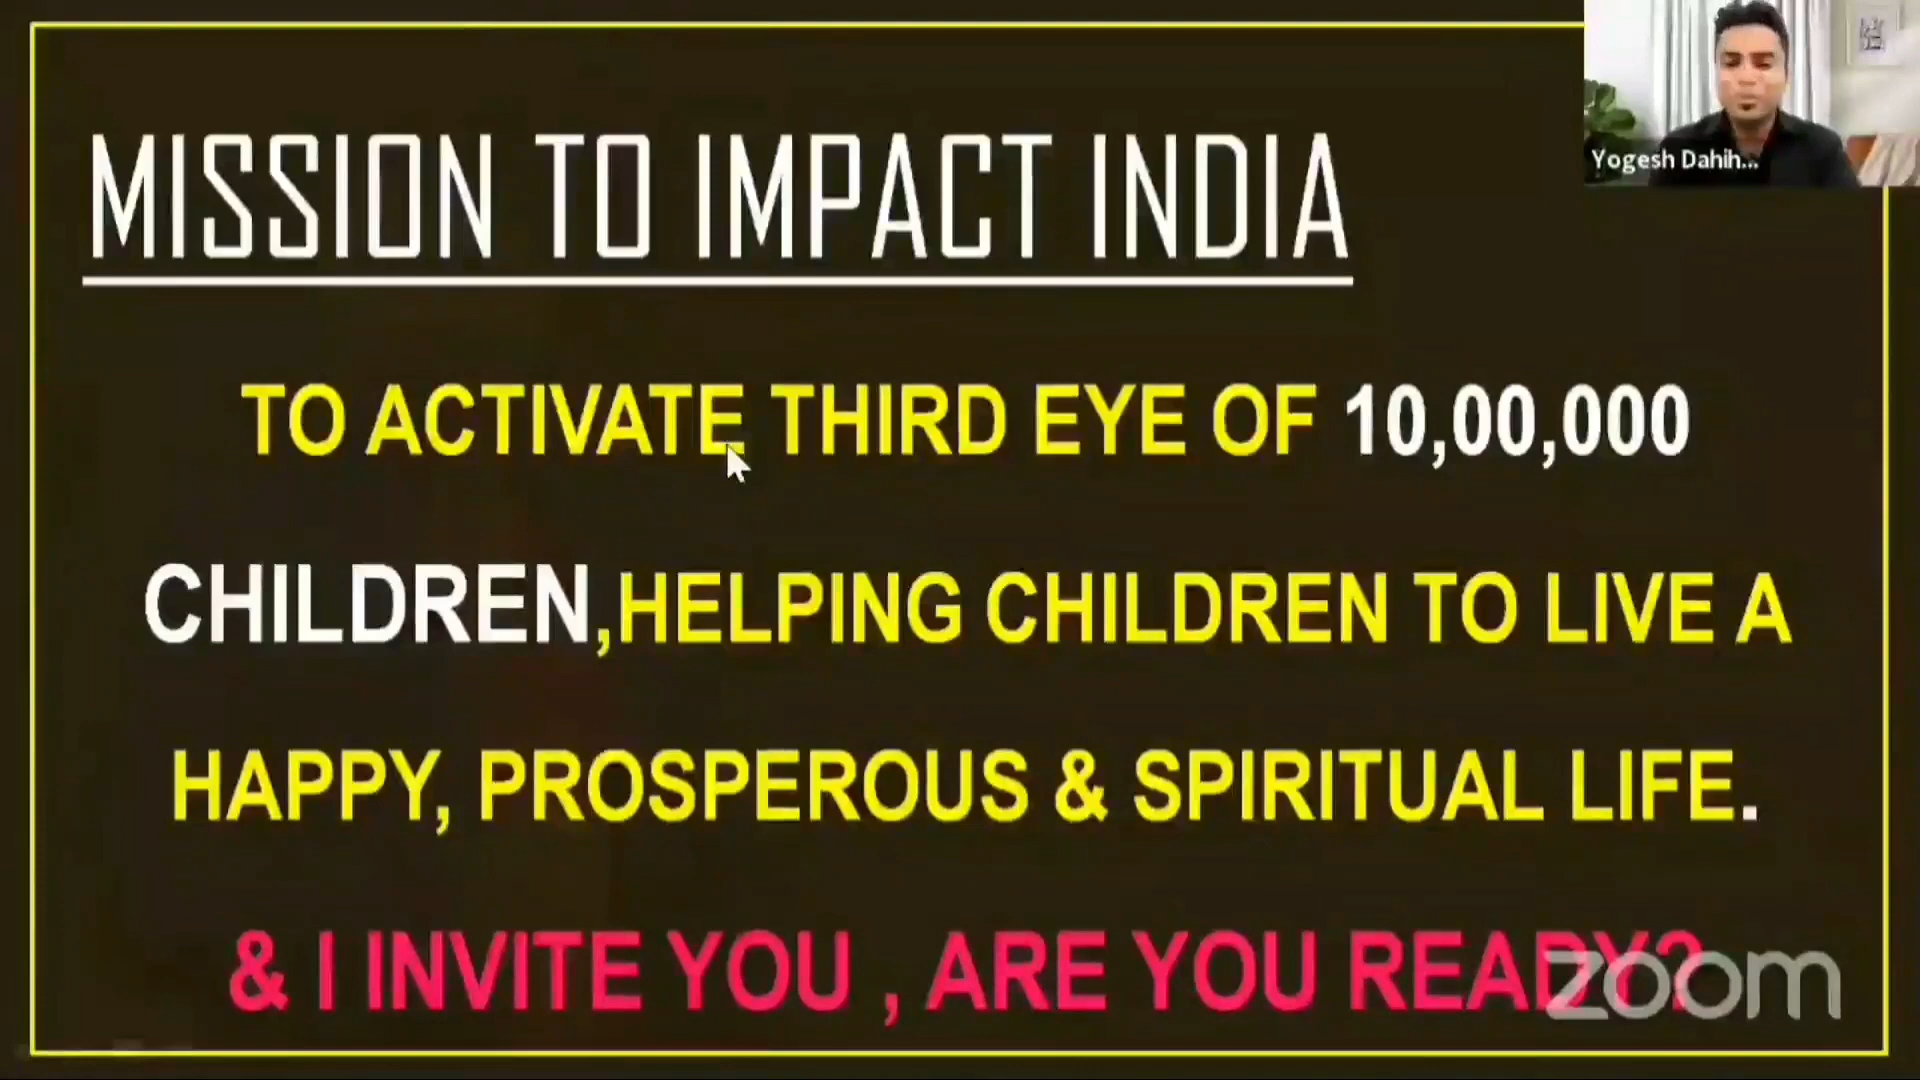 Yogesh Dahih...
MISSION TO IMPACT INDIA
TO ACTIVATE THIRD EYE OF 10,00,000
CHILDREN,HELPING CHILDREN TO LIVE A
HAPPY, PROSPEROUS & SPIRITUAL LIFE.
& I INVITE YOU , ARE YOU READY?
zoom